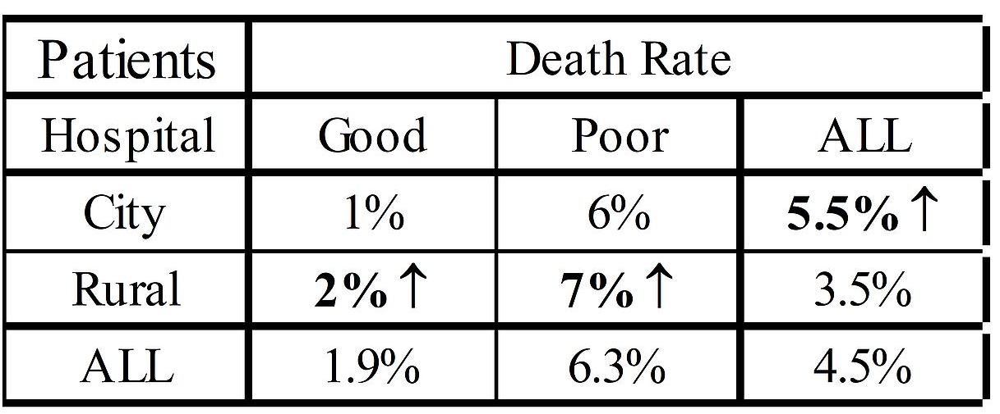 Patients Death Rate
Hospital Good Poor ALL
City 1% 6% 5.5% ↑
Rural 2% ↑ 7% ↑ 3.5%
ALL 1.9% 6.3% 4.5%